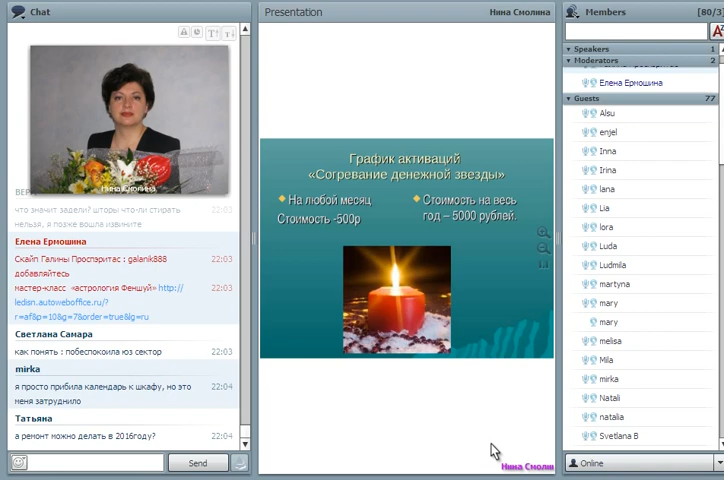 Chat
Нина Смолина
что значит задели? шторы что-ли стирать
22:03
нельзя, я позже вошла извините
Елена Ермошина
Скайп Галины Проспэритас : galanik888
22:03
добавляйтесь
мастер-класс «астрология Феншуй» http://
22:03
ledisn.autoweboffice.ru/?
r=af&p=10&g=7&order=true&lg=ru
Светлана Самара
как понять : побеспокоила юз сектор
22:03
mirka
я просто прибила календарь к шкафу, но это
22:04
меня затруднило
Татьяна
а ремонт можно делать в 2016году?
22:04
Send
Presentation
Нина Смолина
График активаций
«Согревание денежной звезды»
На любой месяц
Стоимость -500р
Стоимость на весь
год – 5000 рублей.
1:1
Members
[80/3
Speakers
1
Moderators
2
Елена Ермошина
Guests
77
Alsu
enjel
Inna
Irina
lana
Lia
lora
Luda
Ludmila
martyna
mary
mary
melisa
Mila
mirka
Natali
natalia
Svetlana B
Online